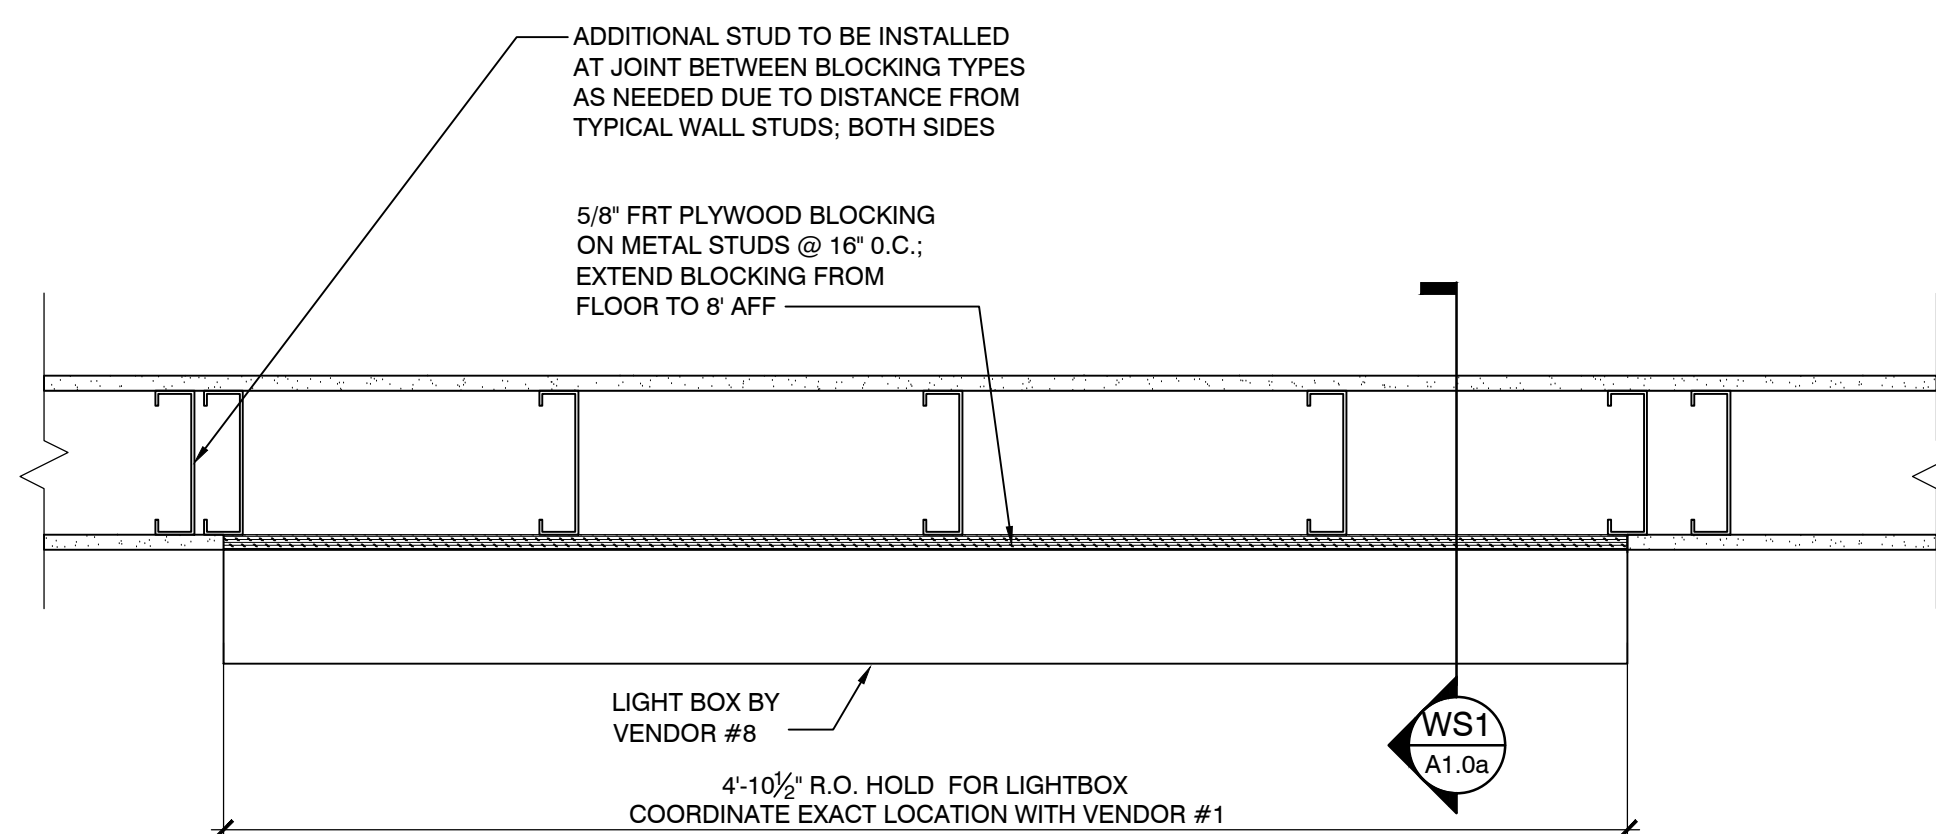 ADDITIONAL STUD TO BE INSTALLED
AT JOINT BETWEEN BLOCKING TYPES
AS NEEDED DUE TO DISTANCE FROM
TYPICAL WALL STUDS; BOTH SIDES
5/8" FRT PLYWOOD BLOCKING
ON METAL STUDS @ 16" 0.C.;
EXTEND BLOCKING FROM
FLOOR TO 8' AFF
LIGHT BOX BY
VENDOR #8
WS1
A1.0a
4'-10½" R.O. HOLD FOR LIGHTBOX
COORDINATE EXACT LOCATION WITH VENDOR #1